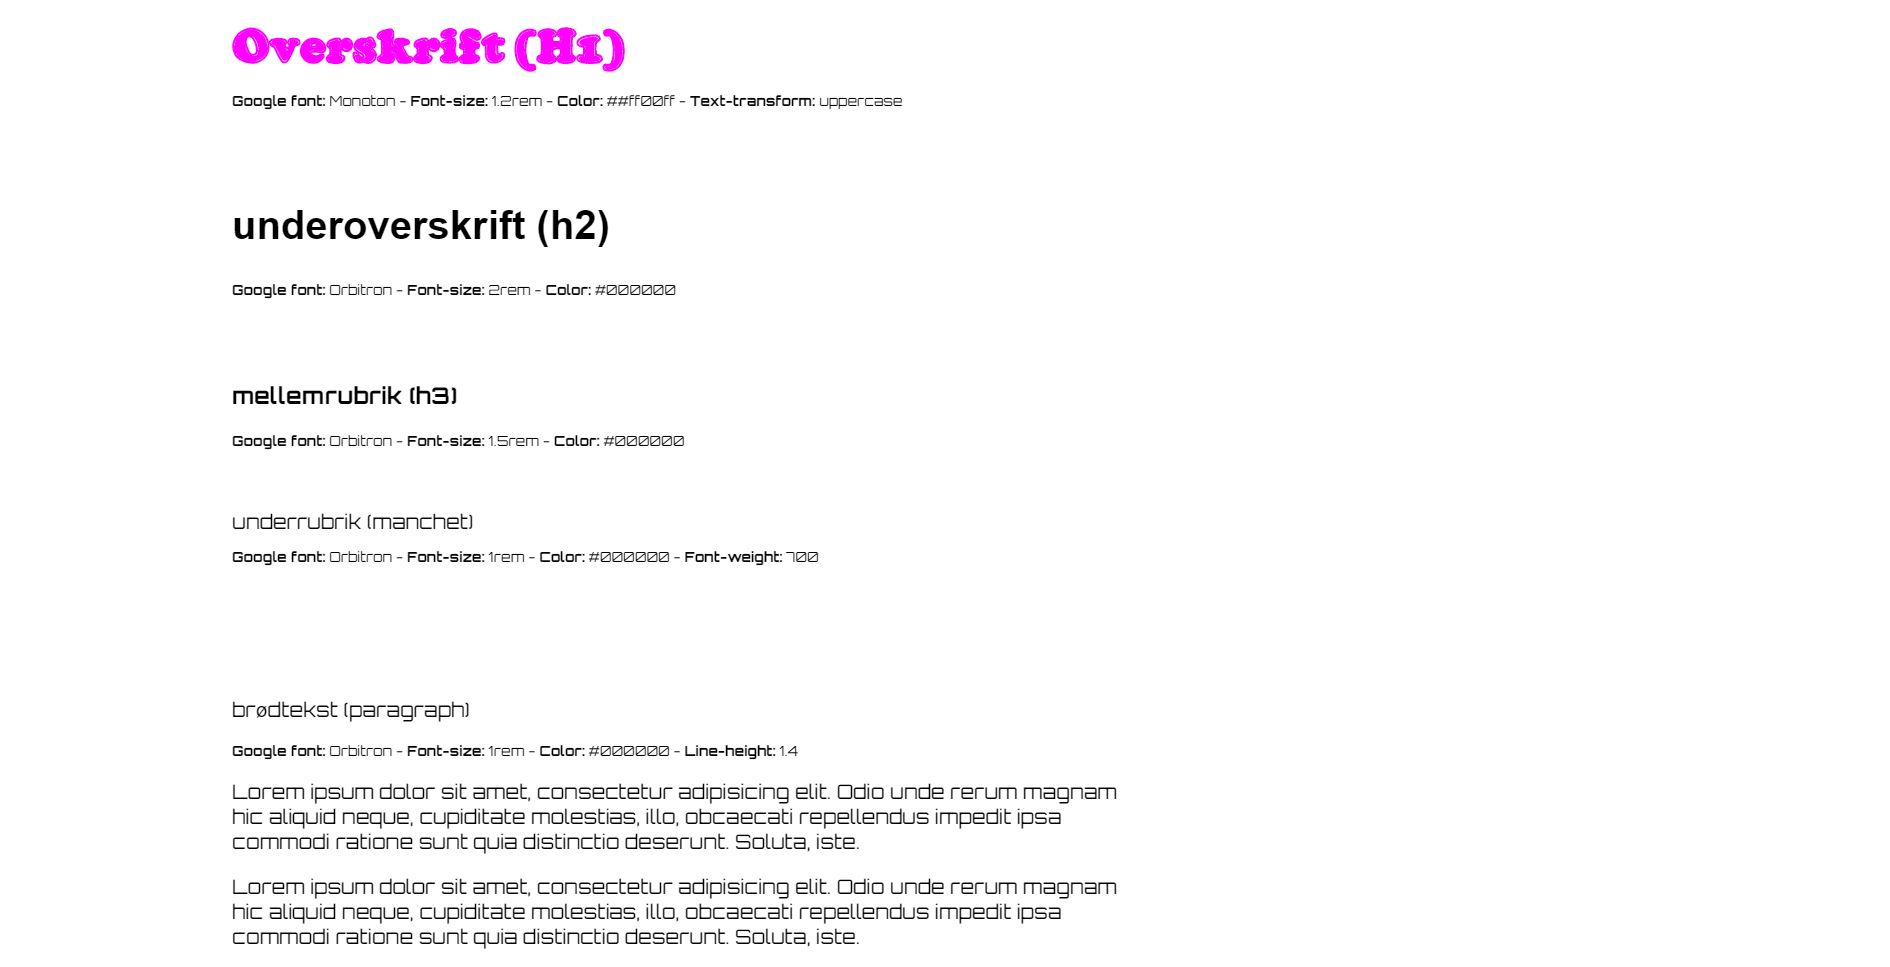 Overskrift (H1)
Google font: Monoton - Font-size: 1.2rem - Color: ##ff00ff - Text-transform: uppercase
underoverskrift (h2)
Google font: Orbitron - Font-size: 2rem - Color: #000000
mellemrubrik (h3)
Google font: Orbitron - Font-size: 1.5rem - Color: #000000
underrubrik (manchet)
Google font: Orbitron - Font-size: 1rem - Color: #000000 - Font-weight: 700
brødtekst (paragraph)
Google font: Orbitron - Font-size: 1rem - Color: #000000 - Line-height: 1.4
Lorem ipsum dolor sit amet, consectetur adipisicing elit. Odio unde rerum magnam
hic aliquid neque, cupiditate molestias, illo, obcaecati repellendus impedit ipsa
commodi ratione sunt quia distinctio deserunt. Soluta, iste.
Lorem ipsum dolor sit amet, consectetur adipisicing elit. Odio unde rerum magnam
hic aliquid neque, cupiditate molestias, illo, obcaecati repellendus impedit ipsa
commodi ratione sunt quia distinctio deserunt. Soluta, iste.